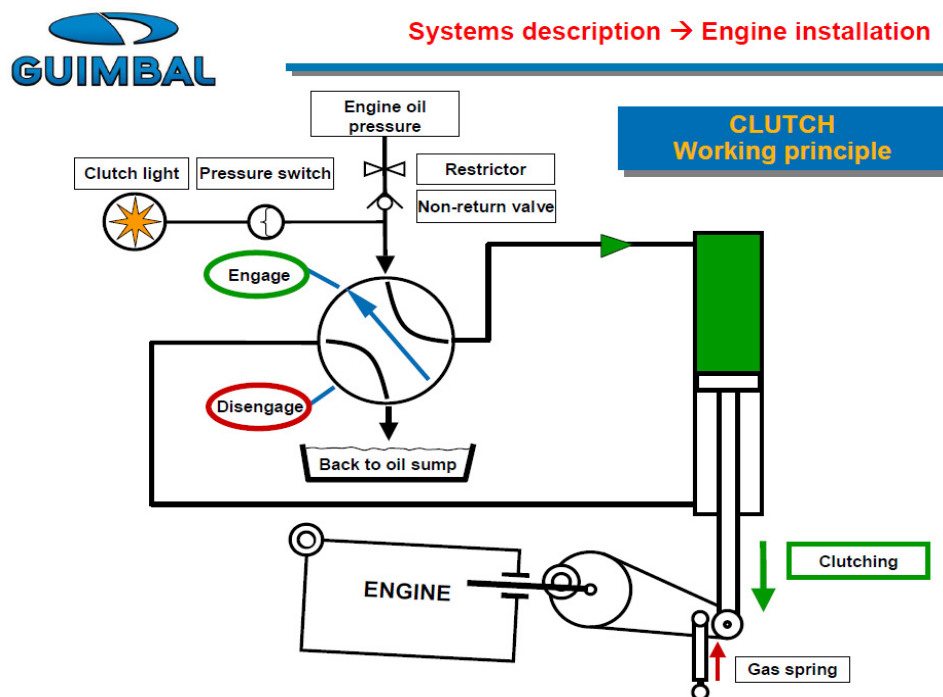 GUIMBAL
Systems description → Engine installation
CLUTCH
Working principle
Engine oil
pressure
Clutch light
Pressure switch
Restrictor
Non-return valve
Engage
Disengage
Back to oil sump
ENGINE
Clutching
Gas spring